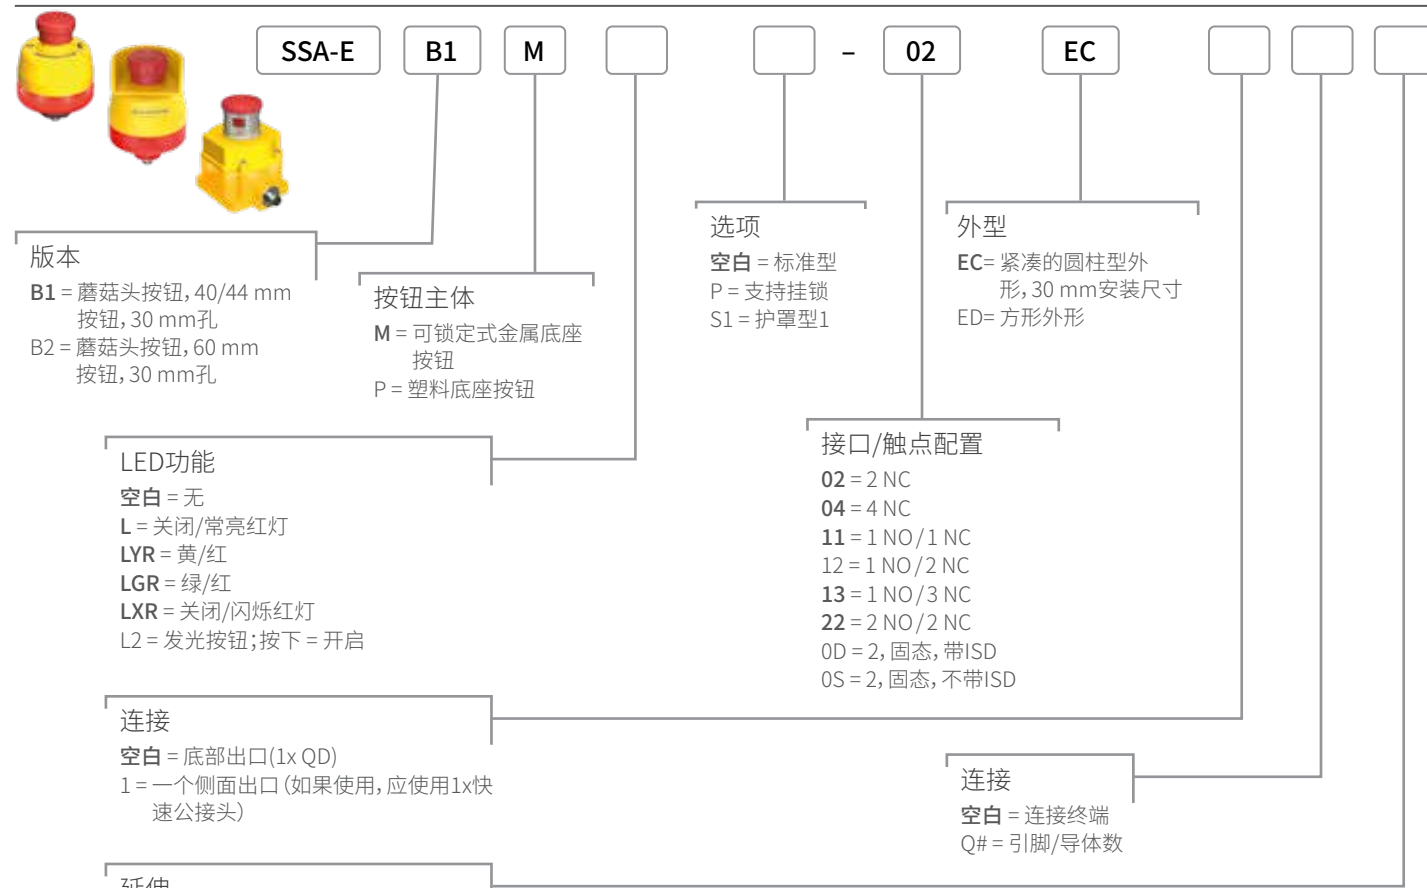 SSA-E B1 M – 02 EC
版本
B1 = 蘑菇头按钮, 40/44 mm
按钮, 30 mm孔
B2 = 蘑菇头按钮, 60 mm
按钮, 30 mm孔
按钮主体
M = 可锁定式金属底座
按钮
P = 塑料底座按钮
选项
空白 = 标准型
P = 支持挂锁
S1 = 护罩型1
外型
EC= 紧凑的圆柱型外
形, 30 mm安装尺寸
ED= 方形外形
LED功能
空白 = 无
L = 关闭/常亮红灯
LYR = 黄/红
LGR = 绿/红
LXR = 关闭/闪烁红灯
L2 = 发光按钮;按下 = 开启
接口/触点配置
02 = 2 NC
04 = 4 NC
11 = 1 NO/1 NC
12 = 1 NO/2 NC
13 = 1 NO/3 NC
22 = 2 NO/2 NC
0D = 2, 固态, 带ISD
0S = 2, 固态, 不带ISD
连接
空白 = 底部出口(1x QD)
1 = 一个侧面出口 (如果使用, 应使用1x快
速公接头)
连接
空白 = 连接终端
Q# = 引脚/导体数
延伸